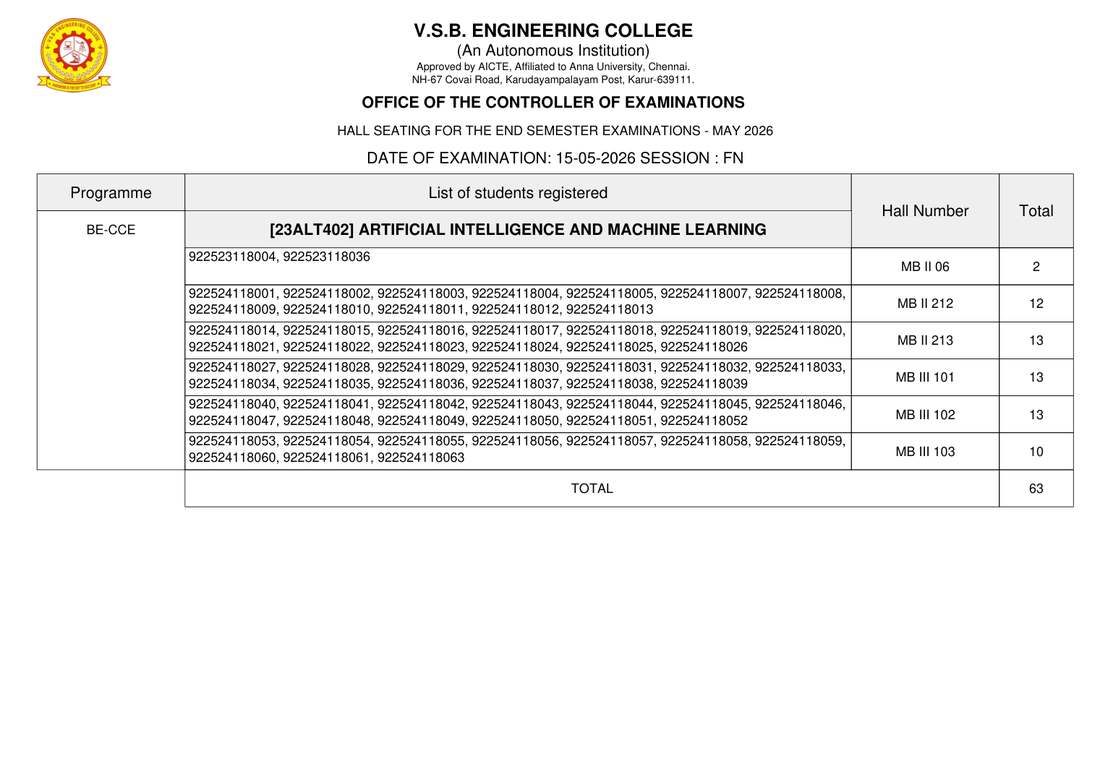 V.S.B. ENGINEERING COLLEGE
(An Autonomous Institution)
Approved by AICTE, Affiliated to Anna University, Chennai.
NH-67 Covai Road, Karudayampalayam Post, Karur-639111.
OFFICE OF THE CONTROLLER OF EXAMINATIONS
HALL SEATING FOR THE END SEMESTER EXAMINATIONS - MAY 2026
DATE OF EXAMINATION: 15-05-2026 SESSION : FN
Programme
List of students registered
Hall Number
Total
BE-CCE
[23ALT402] ARTIFICIAL INTELLIGENCE AND MACHINE LEARNING
922523118004, 922523118036
MB II 06
2
922524118001, 922524118002, 922524118003, 922524118004, 922524118005, 922524118007, 922524118008,
922524118009, 922524118010, 922524118011, 922524118012, 922524118013
MB II 212
12
922524118014, 922524118015, 922524118016, 922524118017, 922524118018, 922524118019, 922524118020,
922524118021, 922524118022, 922524118023, 922524118024, 922524118025, 922524118026
MB II 213
13
922524118027, 922524118028, 922524118029, 922524118030, 922524118031, 922524118032, 922524118033,
922524118034, 922524118035, 922524118036, 922524118037, 922524118038, 922524118039
MB III 101
13
922524118040, 922524118041, 922524118042, 922524118043, 922524118044, 922524118045, 922524118046,
922524118047, 922524118048, 922524118049, 922524118050, 922524118051, 922524118052
MB III 102
13
922524118053, 922524118054, 922524118055, 922524118056, 922524118057, 922524118058, 922524118059,
922524118060, 922524118061, 922524118063
MB III 103
10
TOTAL
63